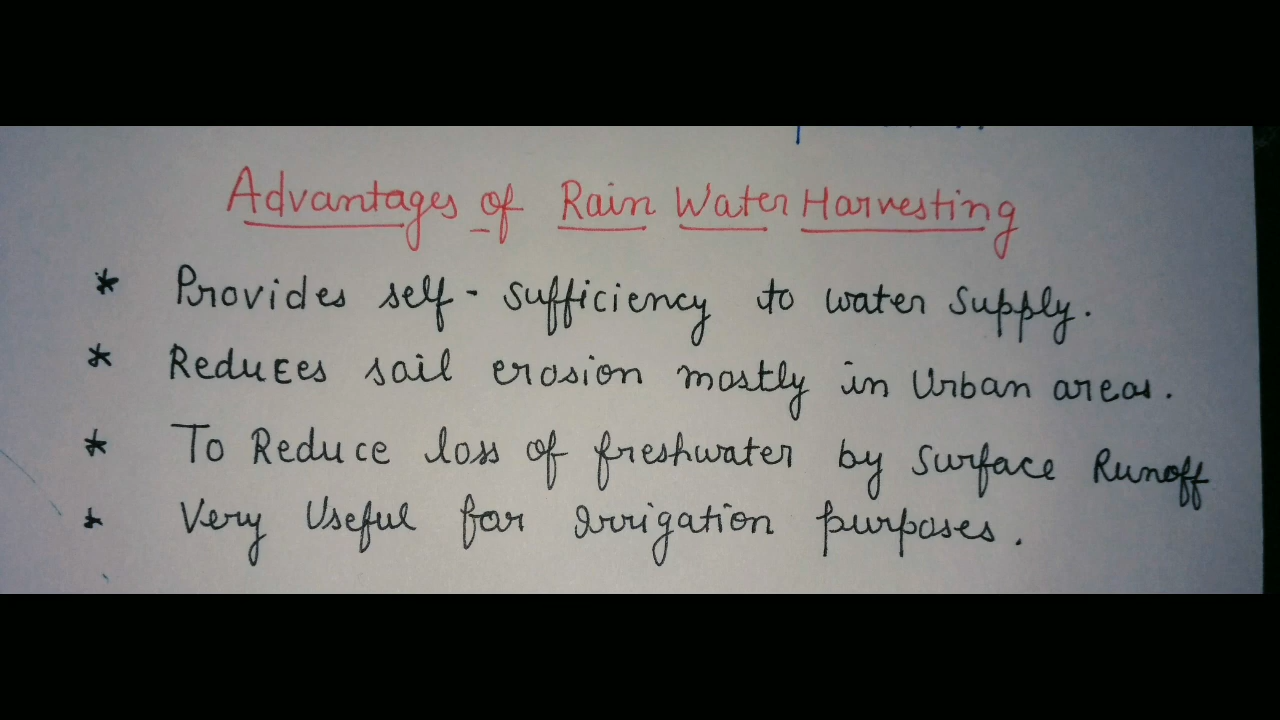 Advantages of Rain Water Harvesting
* Provides self-sufficiency to water supply.
* Reduces soil erosion mostly in Urban areas.
* To Reduce loss of freshwater by Surface Runoff
* Very Useful for Irrigation purposes.